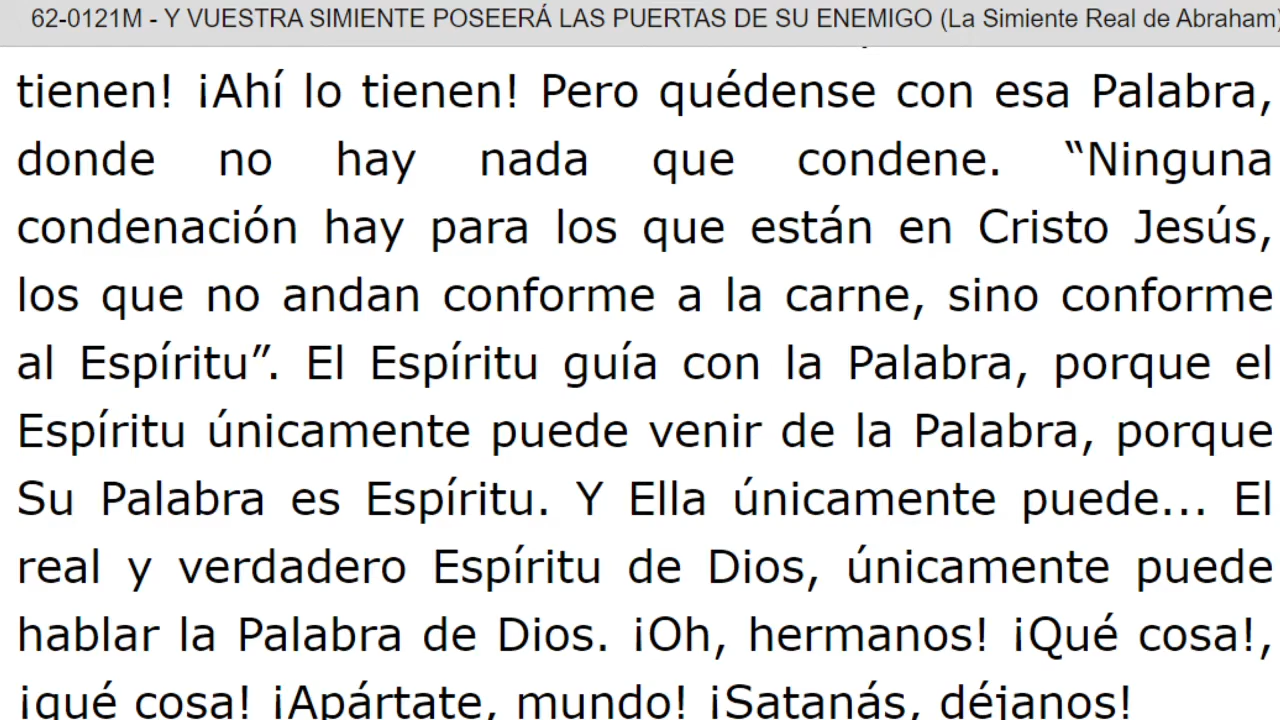 62-0121M - Y VUESTRA SIMIENTE POSEERÁ LAS PUERTAS DE SU ENEMIGO (La Simiente Real de Abraham)
tienen! ¡Ahí lo tienen! Pero quédense con esa Palabra,
donde no hay nada que condene. “Ninguna
condenación hay para los que están en Cristo Jesús,
los que no andan conforme a la carne, sino conforme
al Espíritu”. El Espíritu guía con la Palabra, porque el
Espíritu únicamente puede venir de la Palabra, porque
Su Palabra es Espíritu. Y Ella únicamente puede... El
real y verdadero Espíritu de Dios, únicamente puede
hablar la Palabra de Dios. ¡Oh, hermanos! ¡Qué cosa!,
¡qué cosa! ¡Apártate, mundo! ¡Satanás, déjanos!